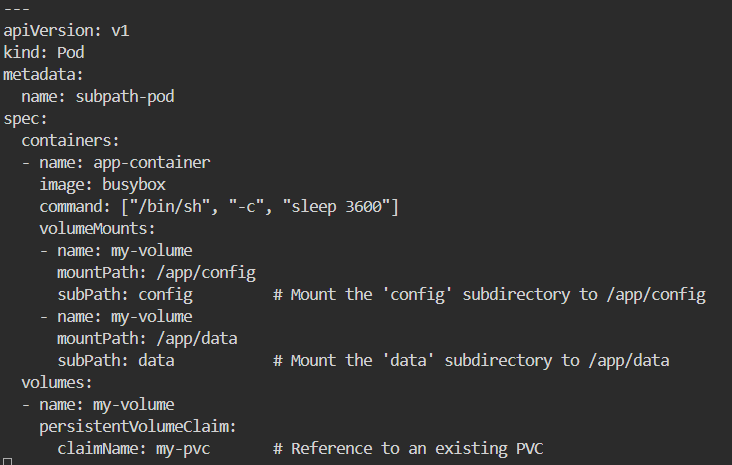 ---
apiVersion: v1
kind: Pod
metadata:
  name: subpath-pod
spec:
  containers:
  - name: app-container
    image: busybox
    command: ["/bin/sh", "-c", "sleep 3600"]
    volumeMounts:
    - name: my-volume
      mountPath: /app/config
      subPath: config         # Mount the 'config' subdirectory to /app/config
    - name: my-volume
      mountPath: /app/data
      subPath: data           # Mount the 'data' subdirectory to /app/data
  volumes:
  - name: my-volume
    persistentVolumeClaim:
      claimName: my-pvc       # Reference to an existing PVC